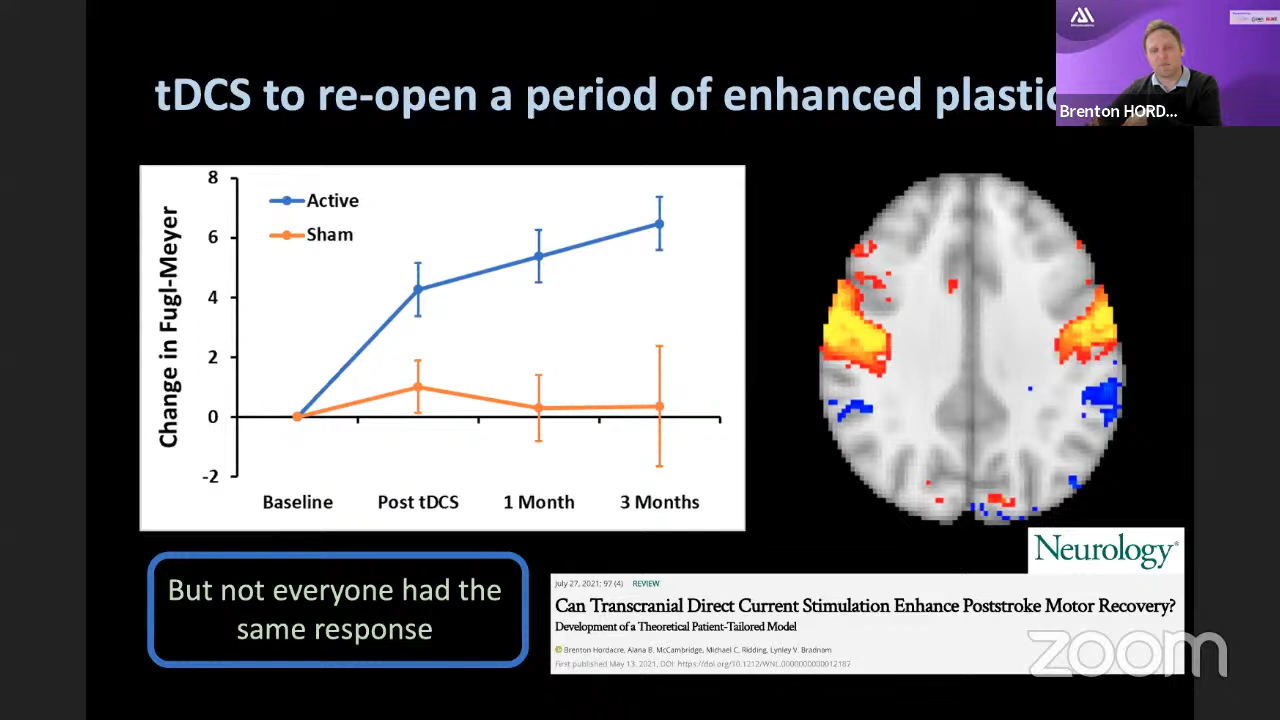 tDCS to re-open a period of enhanced plastic
Brenton HORD...
8
6
4
2
0
-2
Change in Fugl-Meyer
Active
Sham
Baseline
Post tDCS
1 Month
3 Months
But not everyone had the
same response
Neurology
July 27, 2021; 97 (4) REVIEW
Can Transcranial Direct Current Stimulation Enhance Poststroke Motor Recovery?
Development of a Theoretical Patient-Tailored Model
Brenton Hordacre, Alana B. McCambridge, Michael C. Ridding, Lynley V. Bradnam
First published May 13, 2021, DOI: https://doi.org/10.1212/WNL.0000000000012187
zoom